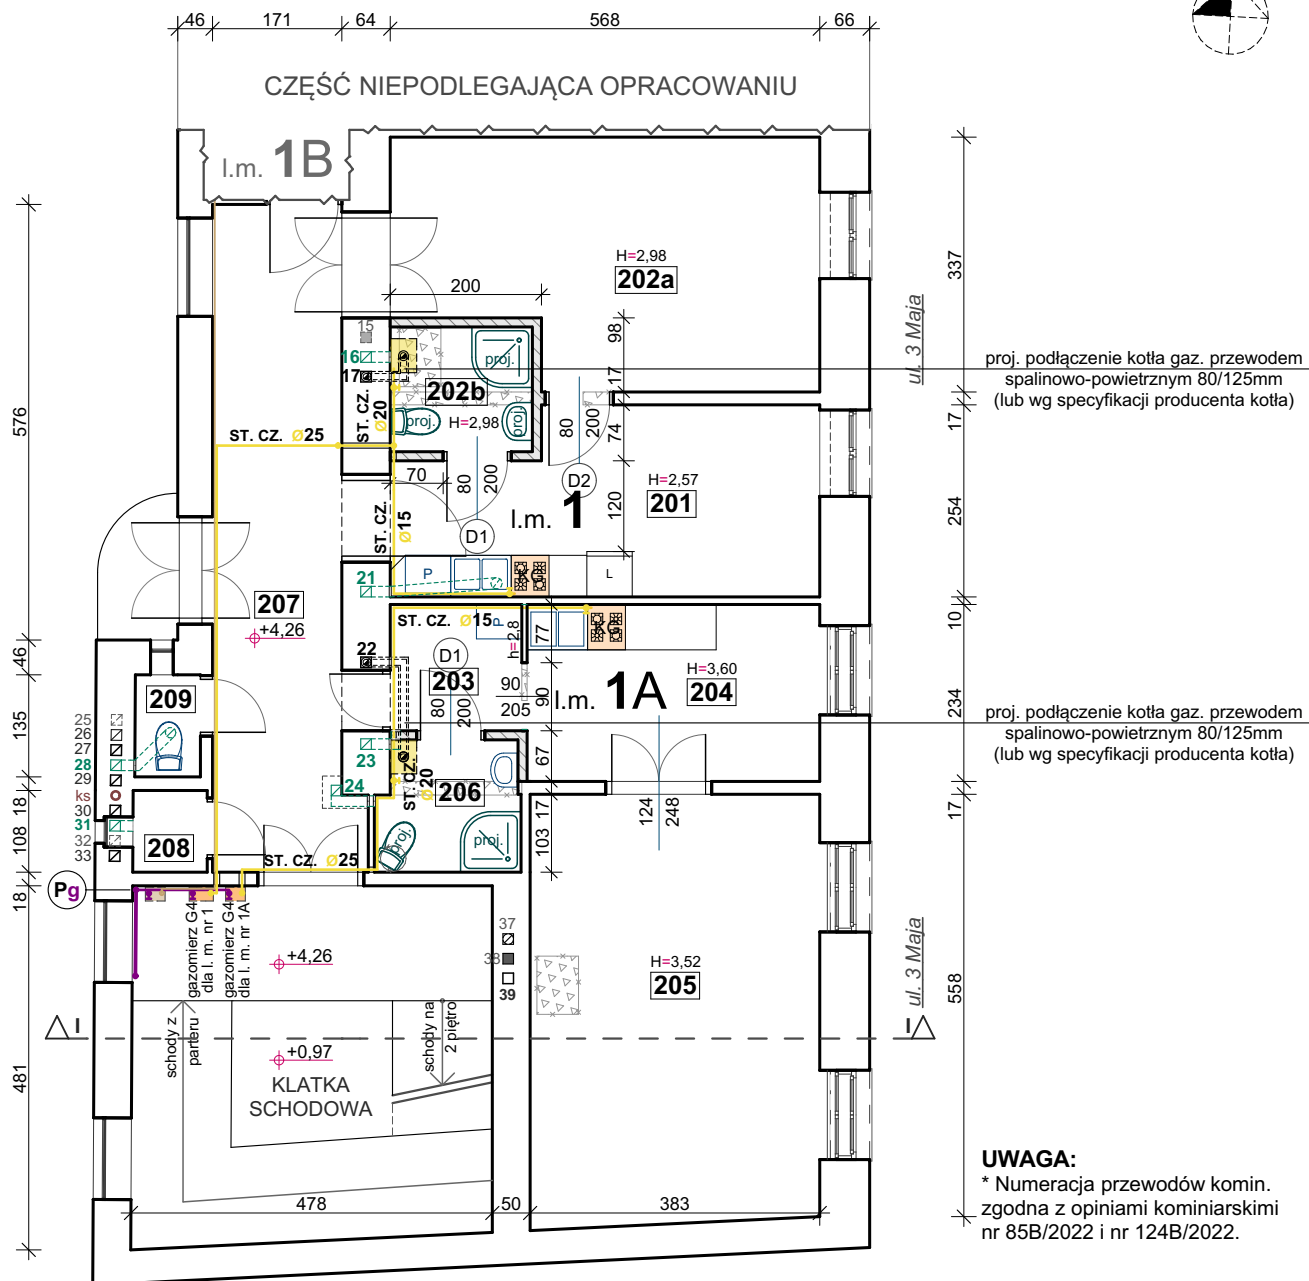 46 171 64 568 66
CZĘŚĆ NIEPODLEGAJĄCA OPRACOWANIU
l.m. 1B
H=2,98
202a
337
200
98
17
ul. 3 Maja
15
16
17
proj.
202b
proj.
H=2,98
proj.
ST. CZ. Ø20
ST. CZ. Ø25
proj. podłączenie kotła gaz. przewodem
spalinowo-powietrznym 80/125mm
(lub wg specyfikacji producenta kotła)
576
17
80
200
74
D2
70
80
200
120
H=2,57
201
l.m. 1
D1
ST. CZ. Ø15
254
P
KG
L
21
207
+4,26
ST. CZ. Ø15
P
h=2,8
77
KG
10
22
D1
203
90
205
90
80
200
H=3,60
204
l.m. 1A
234
46
209
135
25
26
27
28
29
ks
30
31
32
33
23
24
67
ST. CZ. Ø20
206
proj. podłączenie kotła gaz. przewodem
spalinowo-powietrznym 80/125mm
(lub wg specyfikacji producenta kotła)
18
108
208
17
103
124
248
17
proj.
proj.
ST. CZ. Ø25
18
Pg
gazomierz G4
dla l. m. nr 1
gazomierz G4
dla l. m. nr 1A
+4,26
37
38
39
H=3,52
205
ul. 3 Maja
558
I
I
schody z
parteru
schody na
2 piętro
+0,97
KLATKA
SCHODOWA
481
478 50 383
UWAGA:
* Numeracja przewodów komin.
zgodna z opiniami kominiarskimi
nr 85B/2022 i nr 124B/2022.